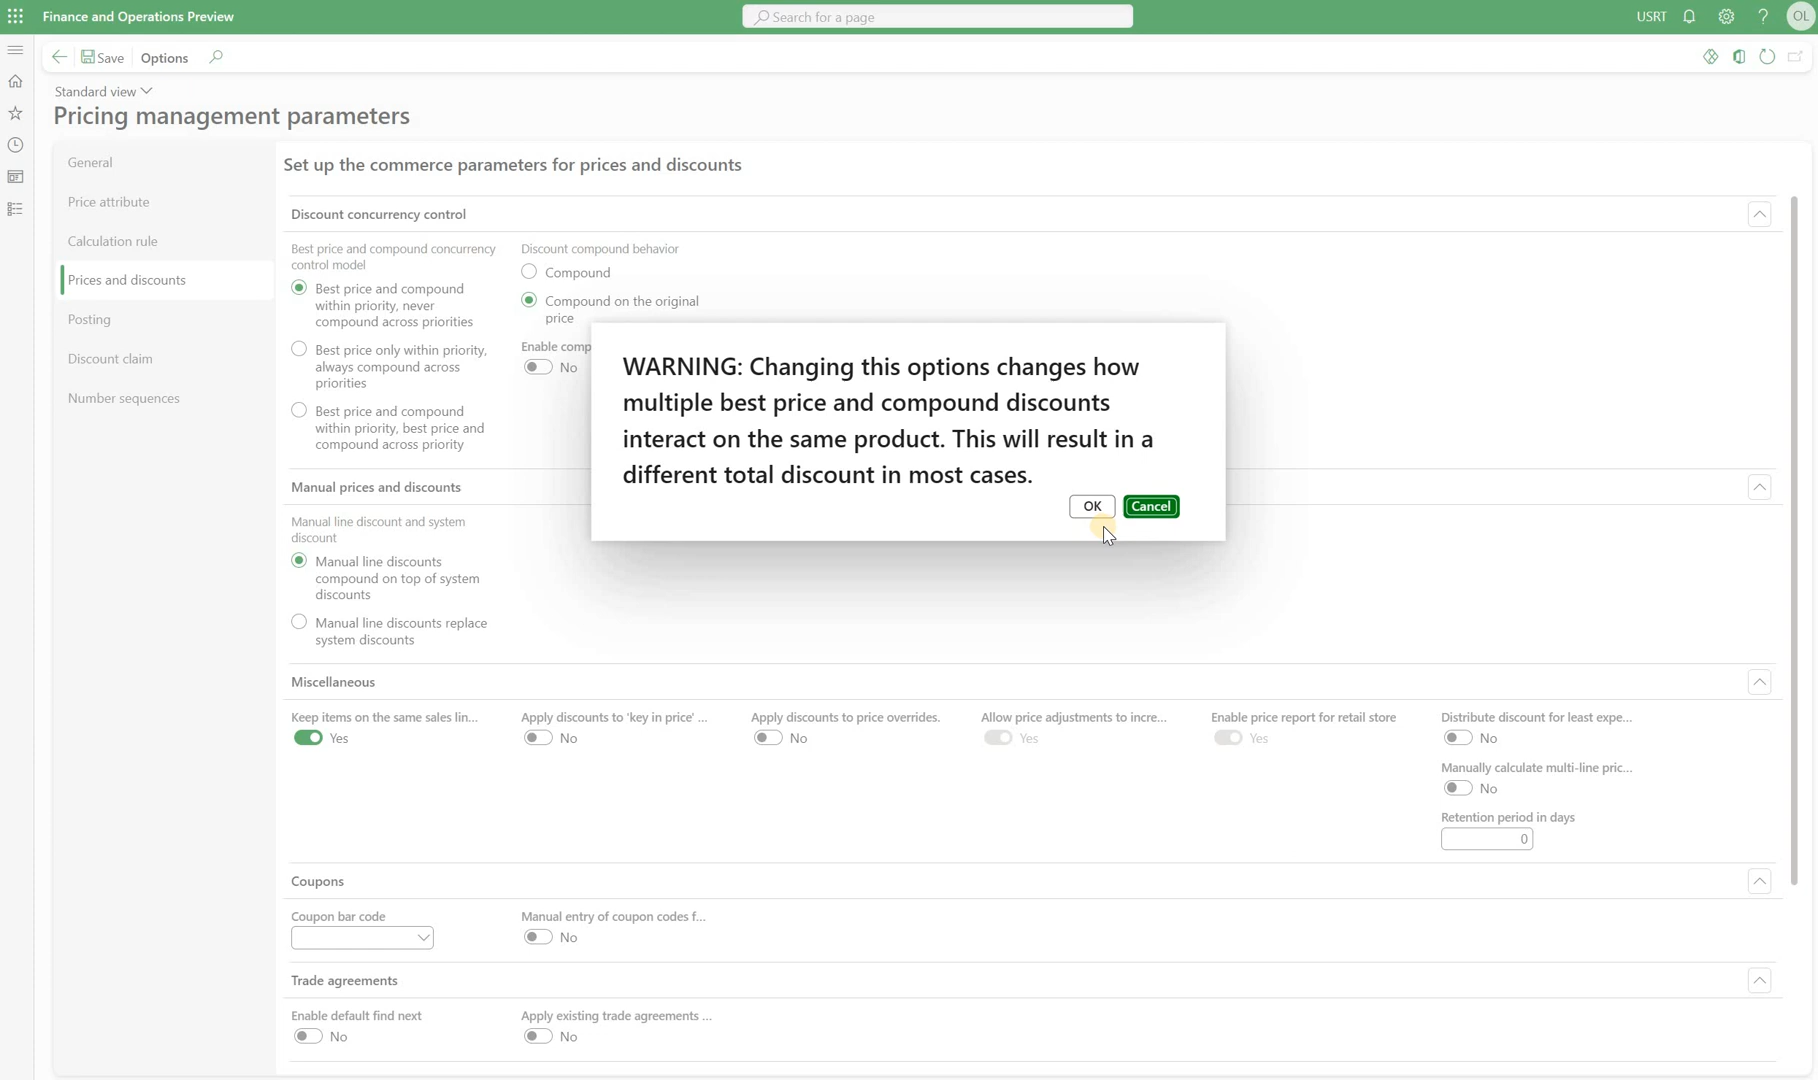 Finance and Operations Preview
Search for a page
USRT
OL
Save
Options
Standard view
Pricing management parameters
General
Price attribute
Calculation rule
Prices and discounts
Posting
Discount claim
Number sequences
Set up the commerce parameters for prices and discounts
Discount concurrency control
Best price and compound concurrency
control model
Best price and compound
within priority, never
compound across priorities
Best price only within priority,
always compound across
priorities
Best price and compound
within priority, best price and
compound across priority
Discount compound behavior
Compound
Compound on the original
price
Enable comp
No
WARNING: Changing this options changes how
multiple best price and compound discounts
interact on the same product. This will result in a
different total discount in most cases.
OK
Cancel
Manual prices and discounts
Manual line discount and system
discount
Manual line discounts
compound on top of system
discounts
Manual line discounts replace
system discounts
Miscellaneous
Keep items on the same sales lin...
Yes
Apply discounts to 'key in price' ...
No
Apply discounts to price overrides.
No
Allow price adjustments to incre...
Yes
Enable price report for retail store
Yes
Distribute discount for least expe...
No
Manually calculate multi-line pric...
No
Retention period in days
0
Coupons
Coupon bar code
Manual entry of coupon codes f...
No
Trade agreements
Enable default find next
No
Apply existing trade agreements ...
No